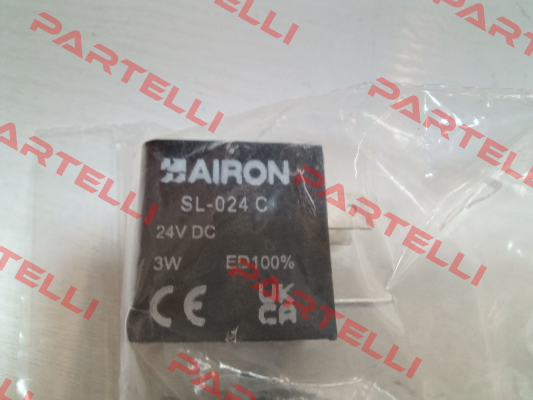 AIRON
SL-024 C
24V DC
3W ED100%
CE UK
CA
PARTELLI
PARTELLI
PARTELLI
PARTELLI
PARTELLI
PARTELLI
PARTELLI
PARTELLI